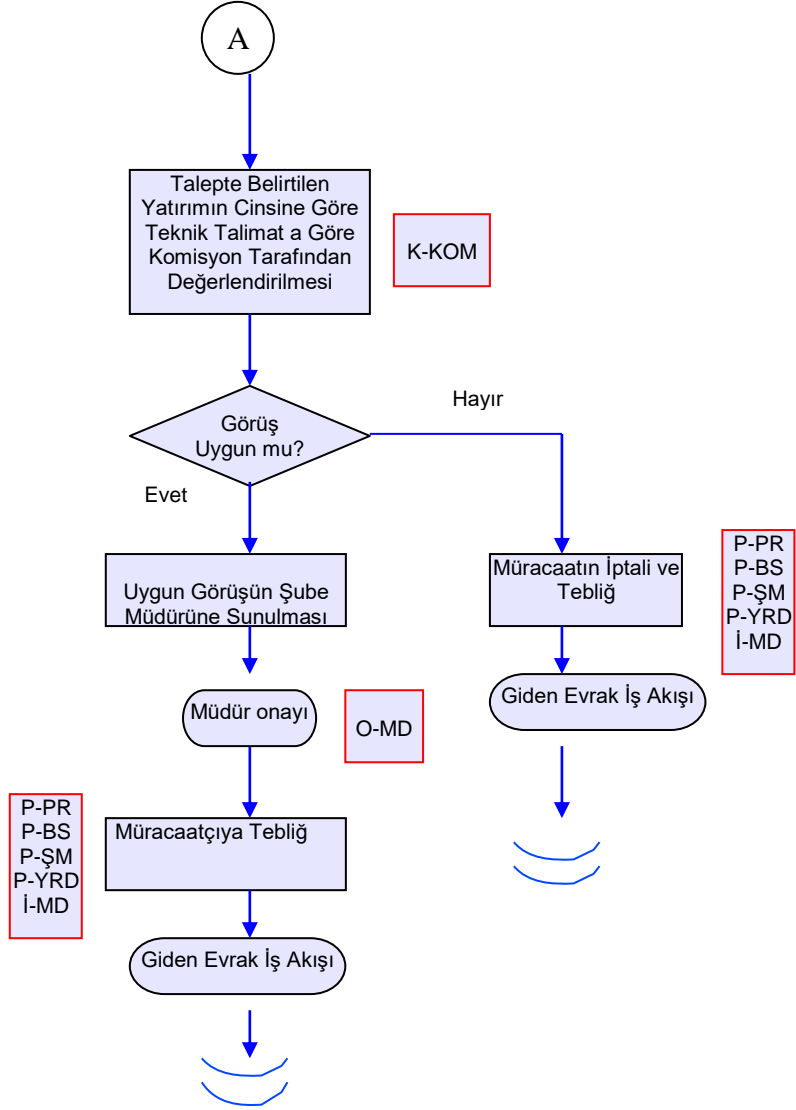 A
Talepte Belirtilen
Yatırımın Cinsine Göre
Teknik Talimat a Göre
Komisyon Tarafından
Değerlendirilmesi
K-KOM
Görüş
Uygun mu?
Hayır
Evet
Uygun Görüşün Şube
Müdürüne Sunulması
Müracaatın İptali ve
Tebliğ
P-PR
P-BS
P-ŞM
P-YRD
İ-MD
Müdür onayı
O-MD
Giden Evrak İş Akışı
P-PR
P-BS
P-ŞM
P-YRD
İ-MD
Müracaatçıya Tebliğ
Giden Evrak İş Akışı